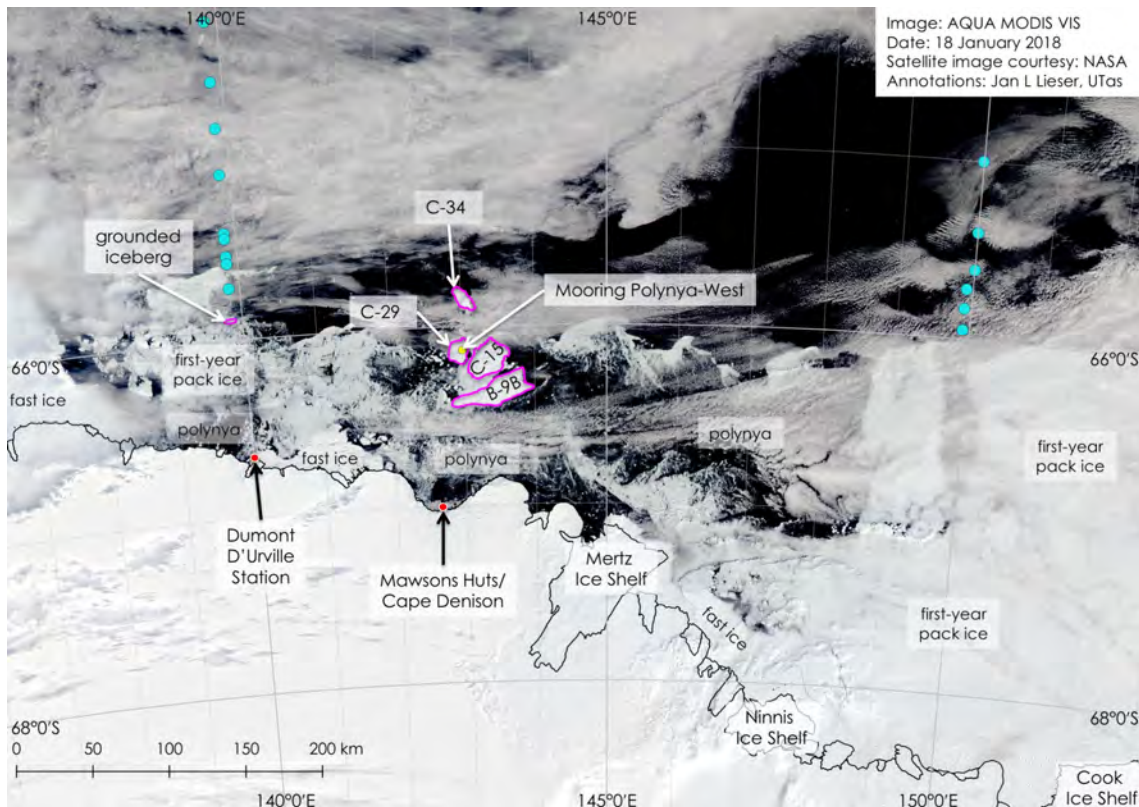 140°0'E
145°0'E
Image: AQUA MODIS VIS
Date: 18 January 2018
Satellite image courtesy: NASA
Annotations: Jan L Lieser, UTas
C-34
grounded
iceberg
Mooring Polynya-West
C-29
C-15
B-9B
66°0'S
66°0'S
first-year
pack ice
fast ice
polynya
fast ice
polynya
polynya
first-year
pack ice
Dumont
D'Urville
Station
Mawsons Huts/
Cape Denison
Mertz
Ice Shelf
fast ice
first-year
pack ice
68°0'S
68°0'S
Ninnis
Ice Shelf
0 50 100 150 200 km
Cook
Ice Shelf
140°0'E
145°0'E
150°0'E